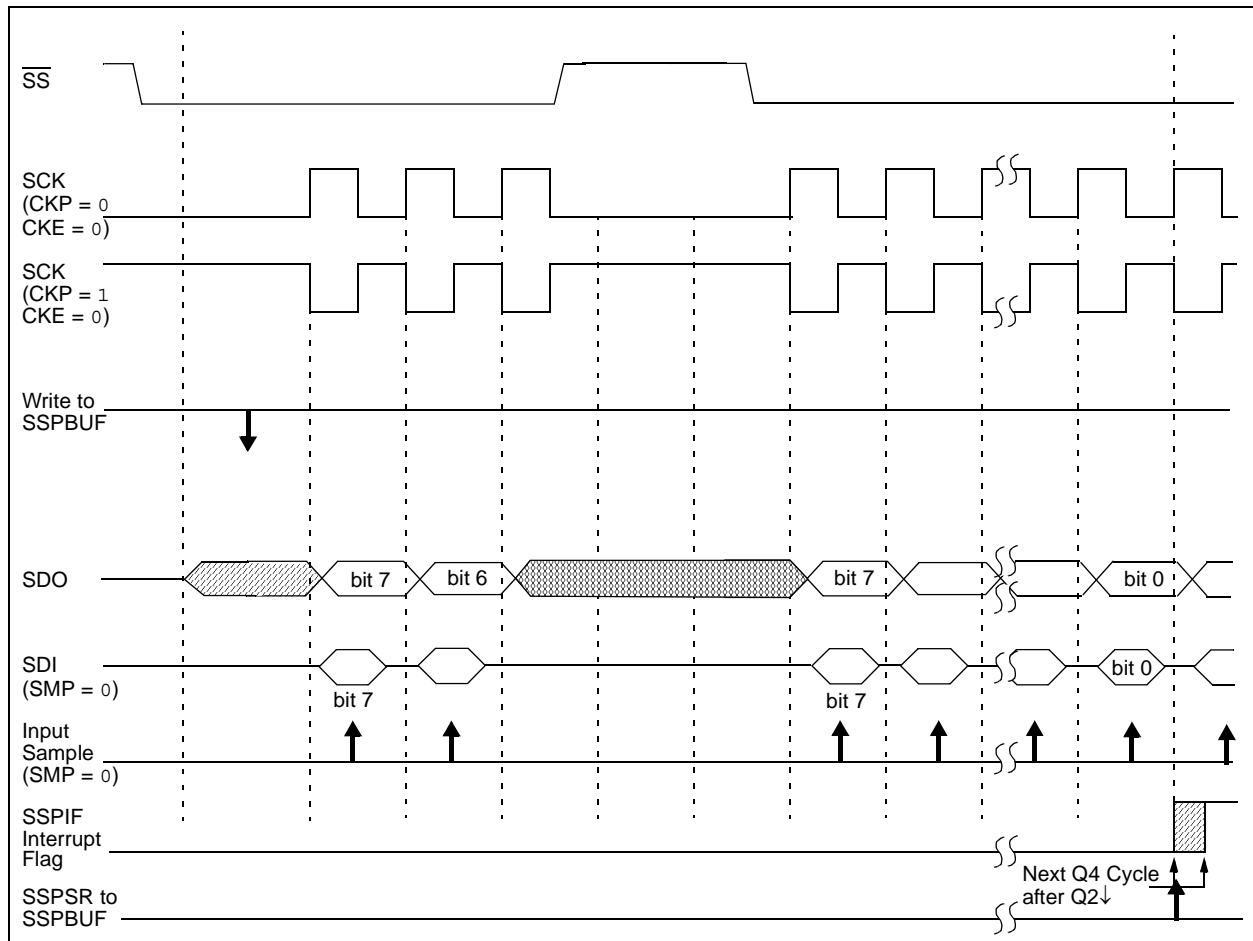 SS
SCK
(CKP = 0
CKE = 0)
SCK
(CKP = 1
CKE = 0)
Write to
SSPBUF
SDO
bit 7
bit 6
bit 7
bit 0
SDI
(SMP = 0)
bit 7
bit 7
bit 0
Input
Sample
(SMP = 0)
SSPIF
Interrupt
Flag
Next Q4 Cycle
after Q2↓
SSPSR to
SSPBUF